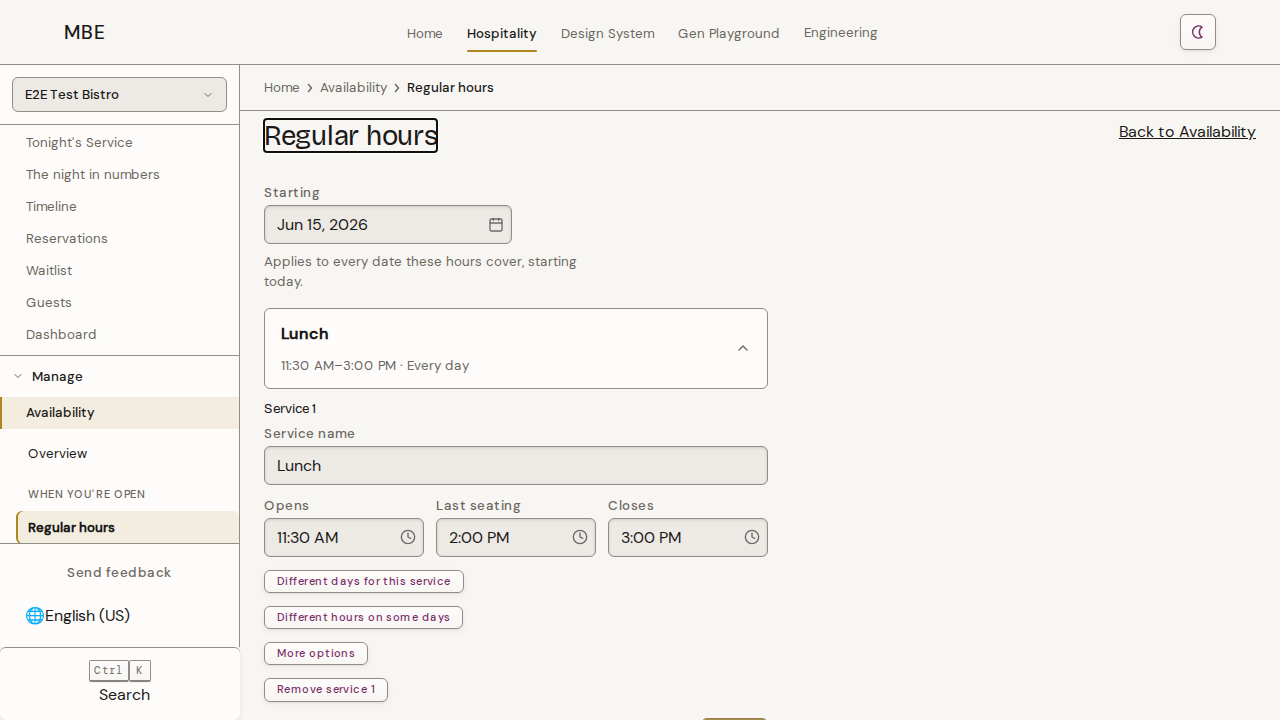 MBE
Home
Hospitality
Design System
Gen Playground
Engineering
E2E Test Bistro
Tonight's Service
The night in numbers
Timeline
Reservations
Waitlist
Guests
Dashboard
Manage
Availability
Overview
WHEN YOU'RE OPEN
Regular hours
Send feedback
🌐English (US)
Ctrl K
Search
Home > Availability > Regular hours
Regular hours
Back to Availability
Starting
Jun 15, 2026
Applies to every date these hours cover, starting
today.
Lunch
11:30 AM–3:00 PM · Every day
Service 1
Service name
Lunch
Opens
Last seating
Closes
11:30 AM
2:00 PM
3:00 PM
Different days for this service
Different hours on some days
More options
Remove service 1